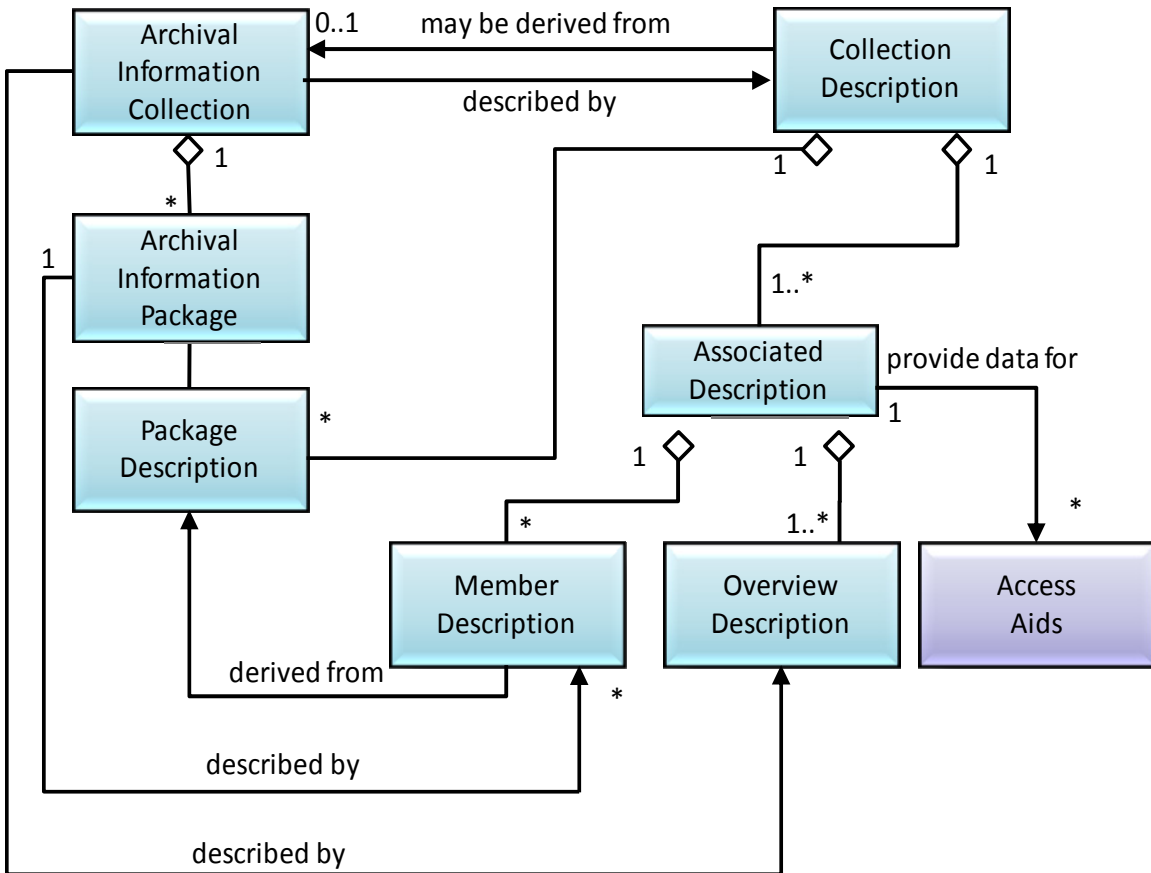 Archival
Information
Collection
0..1
may be derived from
described by
Collection
Description
1
1
1
*
1
Archival
Information
Package
1..*
Associated
Description
provide data for
1
*
Package
Description
*
1
1
*
1..*
Member
Description
Overview
Description
Access
Aids
derived from
*
described by
described by